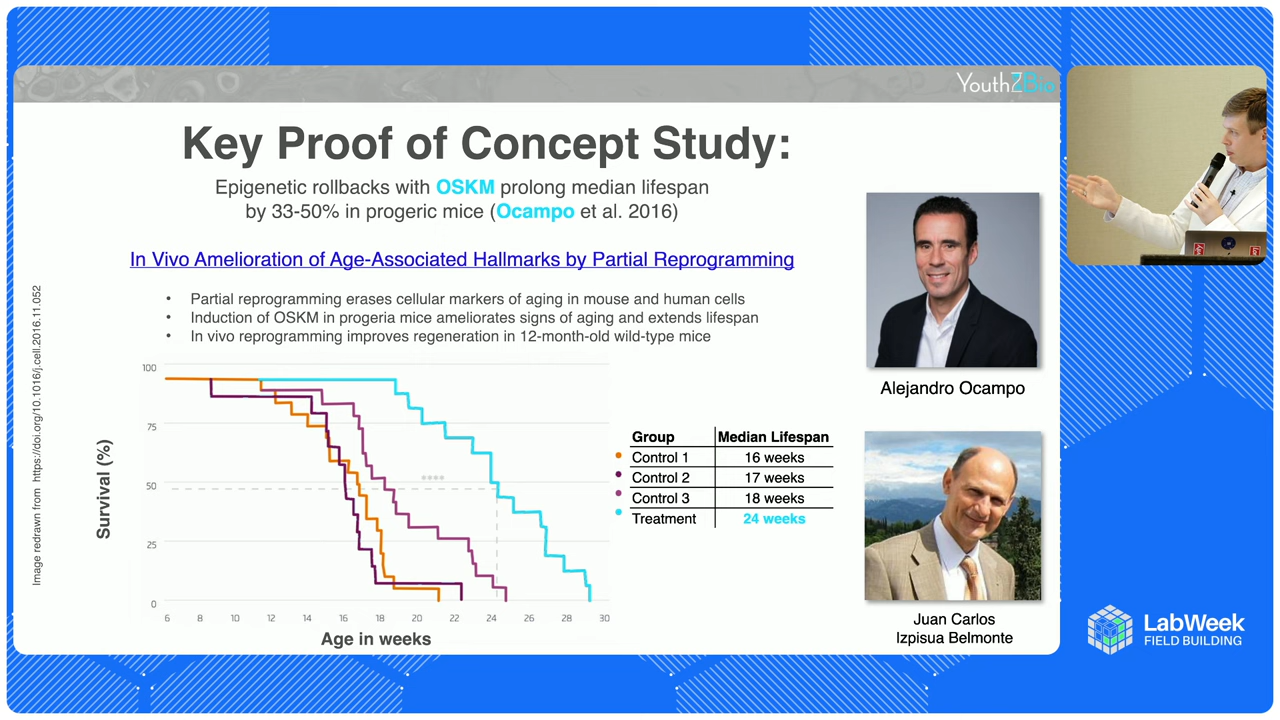 YouthZBio
Key Proof of Concept Study:
Epigenetic rollbacks with OSKM prolong median lifespan
by 33-50% in progeric mice (Ocampo et al. 2016)
In Vivo Amelioration of Age-Associated Hallmarks by Partial Reprogramming
• Partial reprogramming erases cellular markers of aging in mouse and human cells
• Induction of OSKM in progeria mice ameliorates signs of aging and extends lifespan
• In vivo reprogramming improves regeneration in 12-month-old wild-type mice
Image redrawn from https://doi.org/10.1016/j.cell.2016.11.052
Survival (%)
100
75
50
25
0
6 8 10 12 14 16 18 20 22 24 26 28 30
Age in weeks
Group Median Lifespan
Control 1 16 weeks
Control 2 17 weeks
Control 3 18 weeks
Treatment 24 weeks
Alejandro Ocampo
Juan Carlos
Izpisua Belmonte
LabWeek
FIELD BUILDING